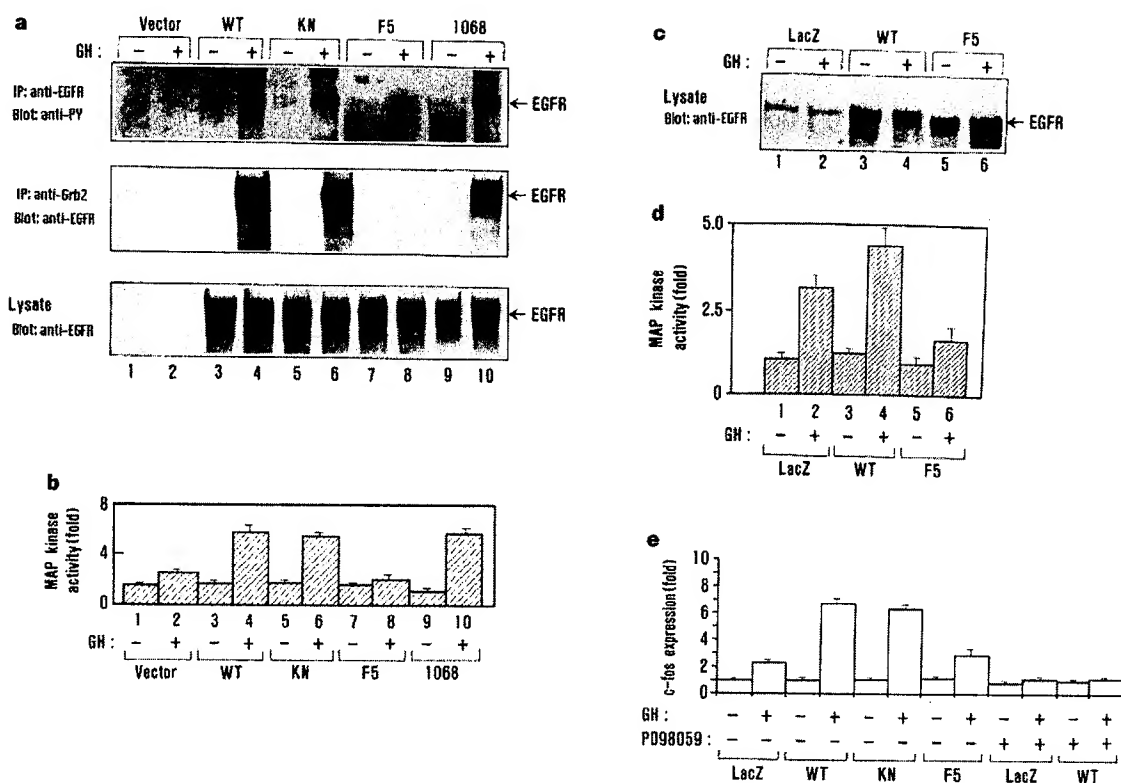 a
Vector WT KN F5 1068
GH : − + − + − + − + − +
IP: anti-EGFR
Blot: anti-PY
← EGFR
IP: anti-Grb2
Blot: anti-EGFR
← EGFR
Lysate
Blot: anti-EGFR
← EGFR
1 2 3 4 5 6 7 8 9 10
b
MAP kinase
activity(fold)
8
4
0
1 2 3 4 5 6 7 8 9 10
GH : − + − + − + − + − +
Vector WT KN F5 1068
c
LacZ WT F5
GH : − + − + − +
Lysate
Blot: anti-EGFR
← EGFR
1 2 3 4 5 6
d
MAP kinase
activity(fold)
5.0
2.5
0
1 2 3 4 5 6
GH : − + − + − +
LacZ WT F5
e
c-fos expression(fold)
10
8
6
4
2
0
GH : − + − + − + − + − + − +
PD98059 : − − − − − − − − + + + +
LacZ WT KN F5 LacZ WT